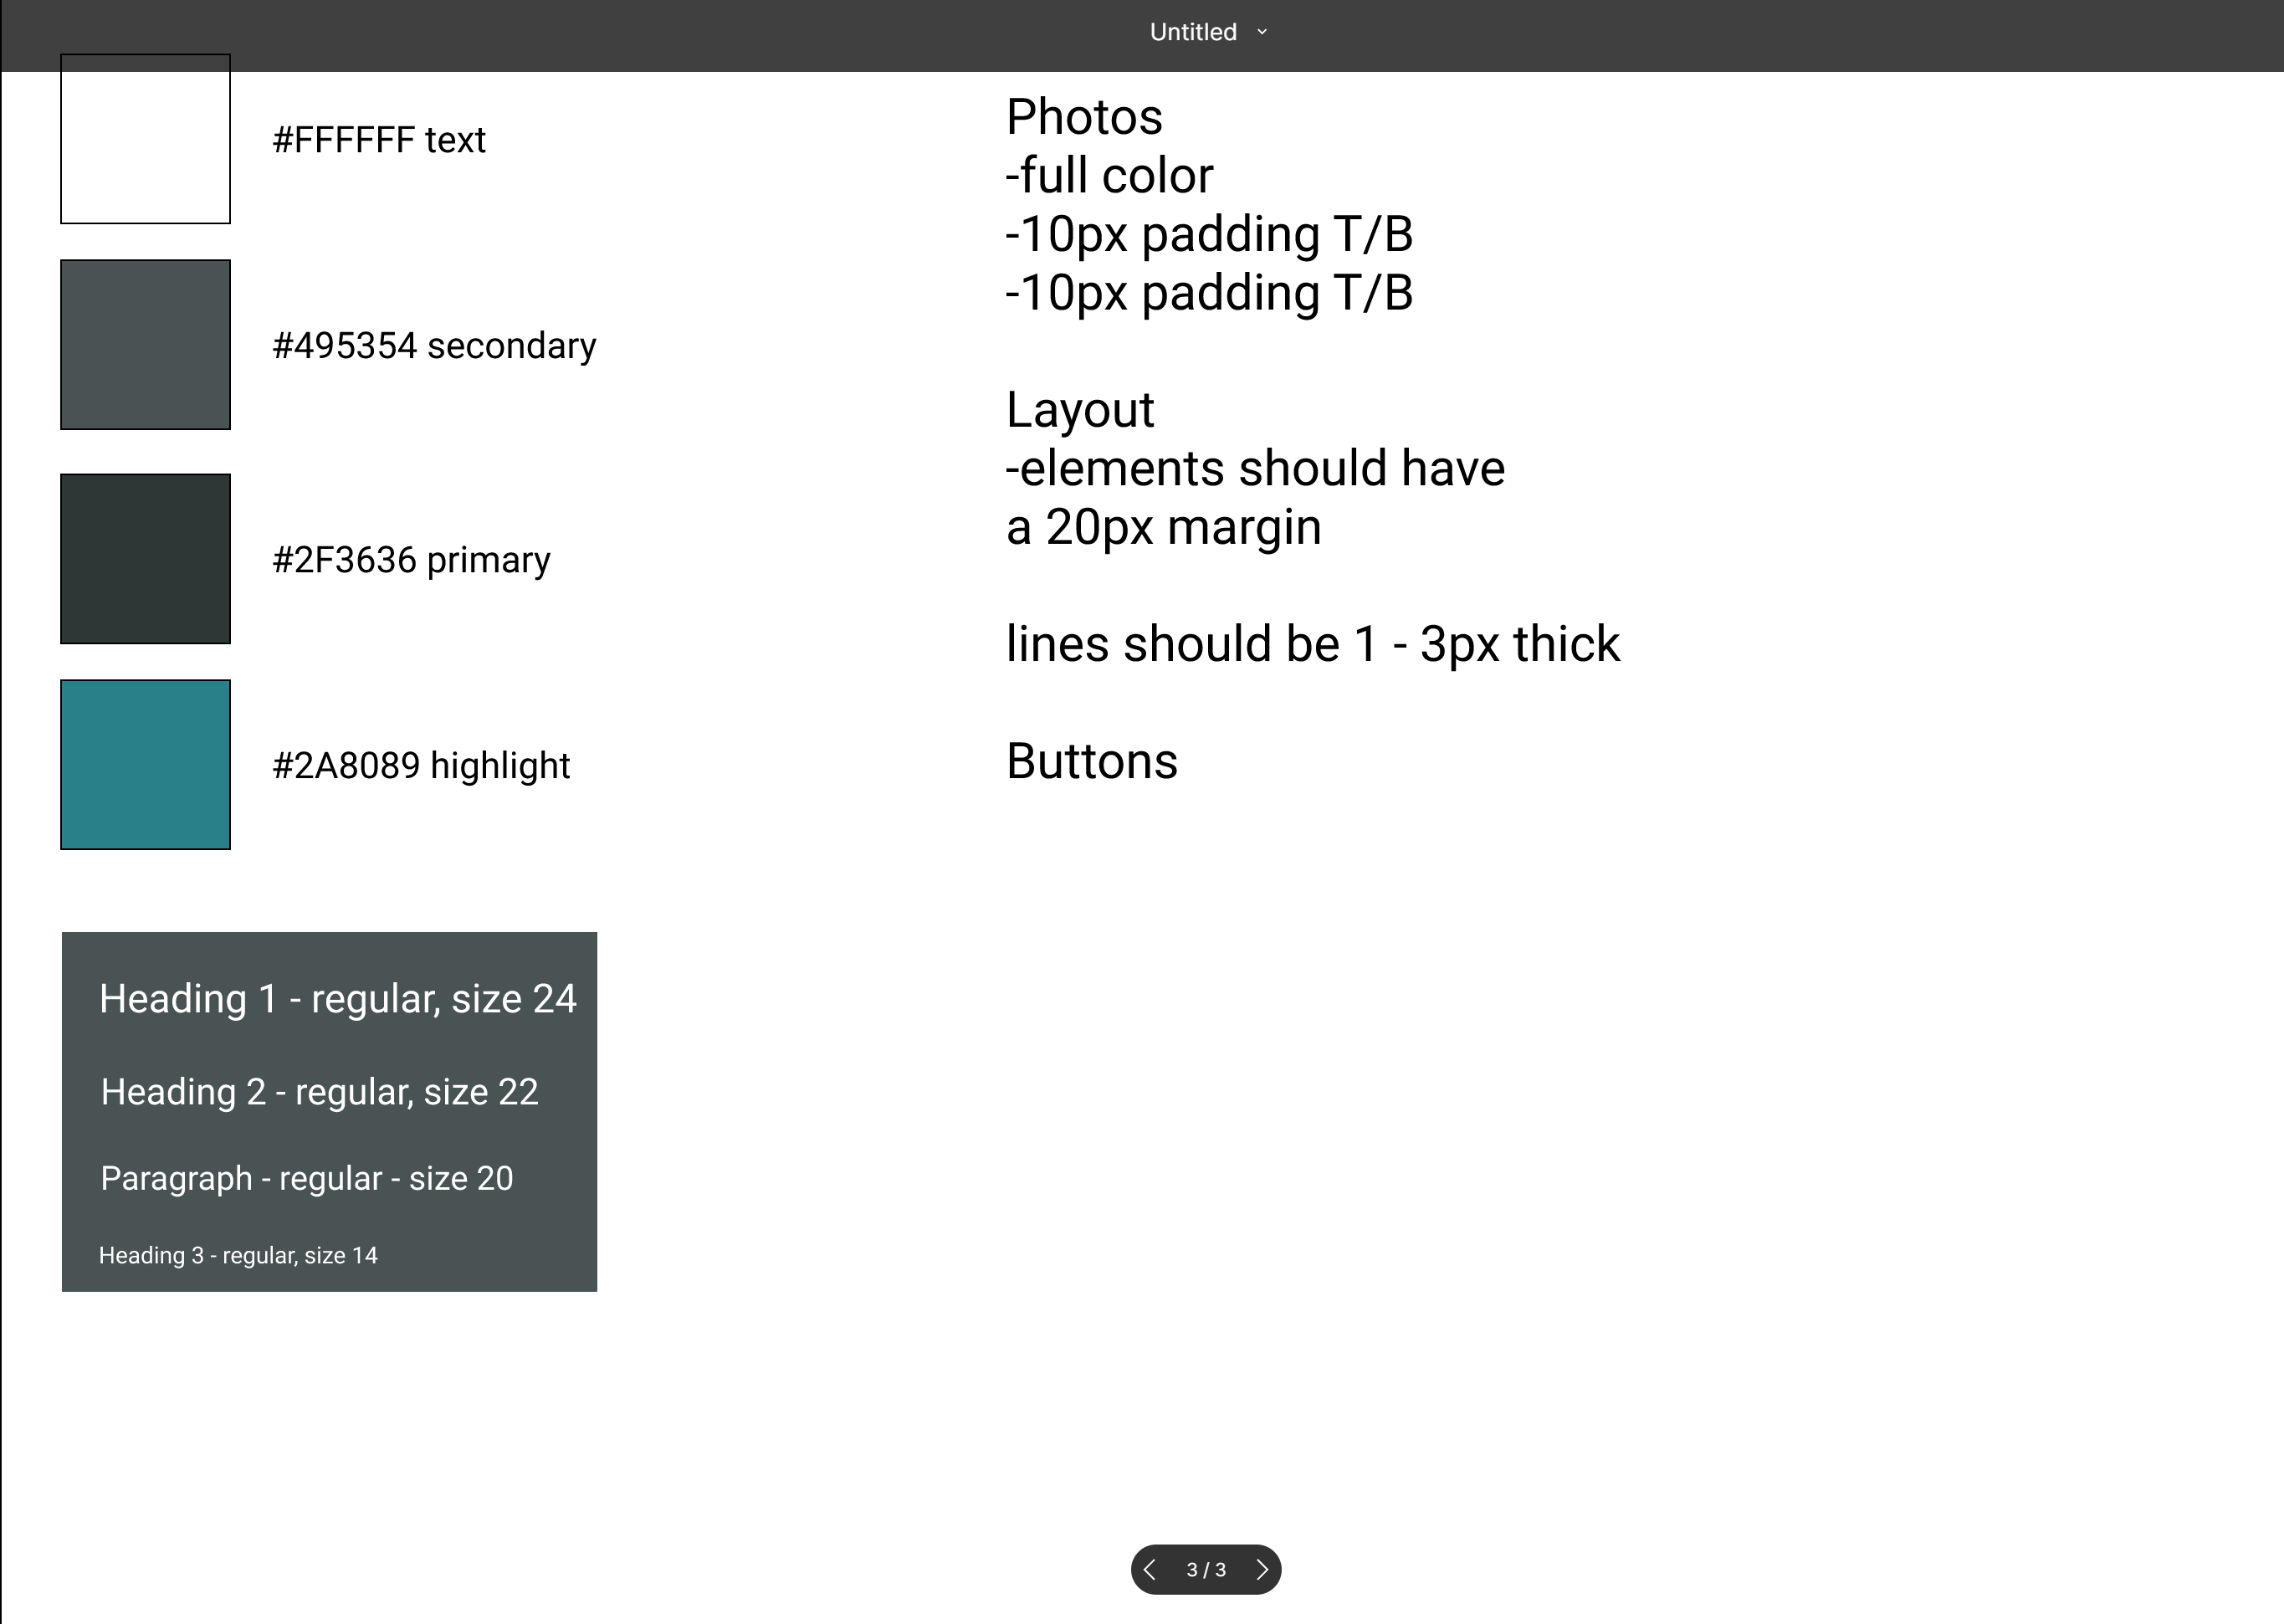 Untitled
#FFFFFF text
#495354 secondary
#2F3636 primary
#2A8089 highlight
Heading 1 - regular, size 24
Heading 2 - regular, size 22
Paragraph - regular - size 20
Heading 3 - regular, size 14
Photos
-full color
-10px padding T/B
-10px padding T/B
Layout
-elements should have
a 20px margin
lines should be 1 - 3px thick
Buttons
3 / 3